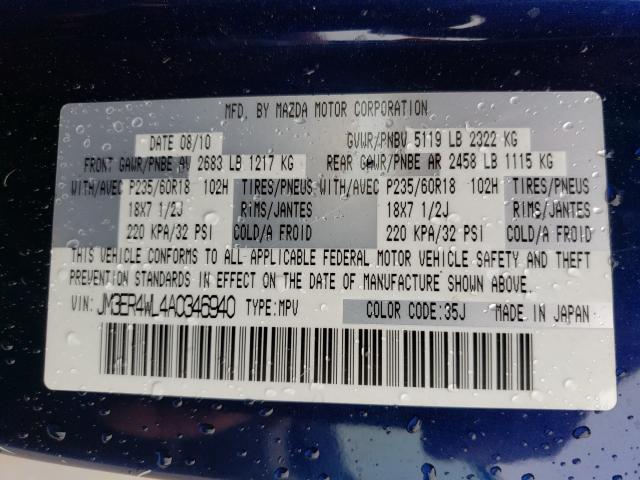 MFD. BY MAZDA MOTOR CORPORATION
DATE 08/10 GVWR/PNBV 5119 LB 2322 KG
FRONT GAWR/PNBE AV 2683 LB 1217 KG REAR GAWR/PNBE AR 2458 LB 1115 KG
WITH/AVEC P235/60R18 102H TIRES/PNEUS WITH/AVEC P235/60R18 102H TIRES/PNEUS
18X7 1/2J RIMS/JANTES 18X7 1/2J RIMS/JANTES
220 KPA/32 PSI COLD/A FROID 220 KPA/32 PSI COLD/A FROID
THIS VEHICLE CONFORMS TO ALL APPLICABLE FEDERAL MOTOR VEHICLE SAFETY AND THEFT
PREVENTION STANDARDS IN EFFECT ON THE DATE OF MANUFACTURE SHOWN ABOVE.
VIN: JM3ER4WL4A0346940 TYPE:MPV COLOR CODE:35J MADE IN JAPAN